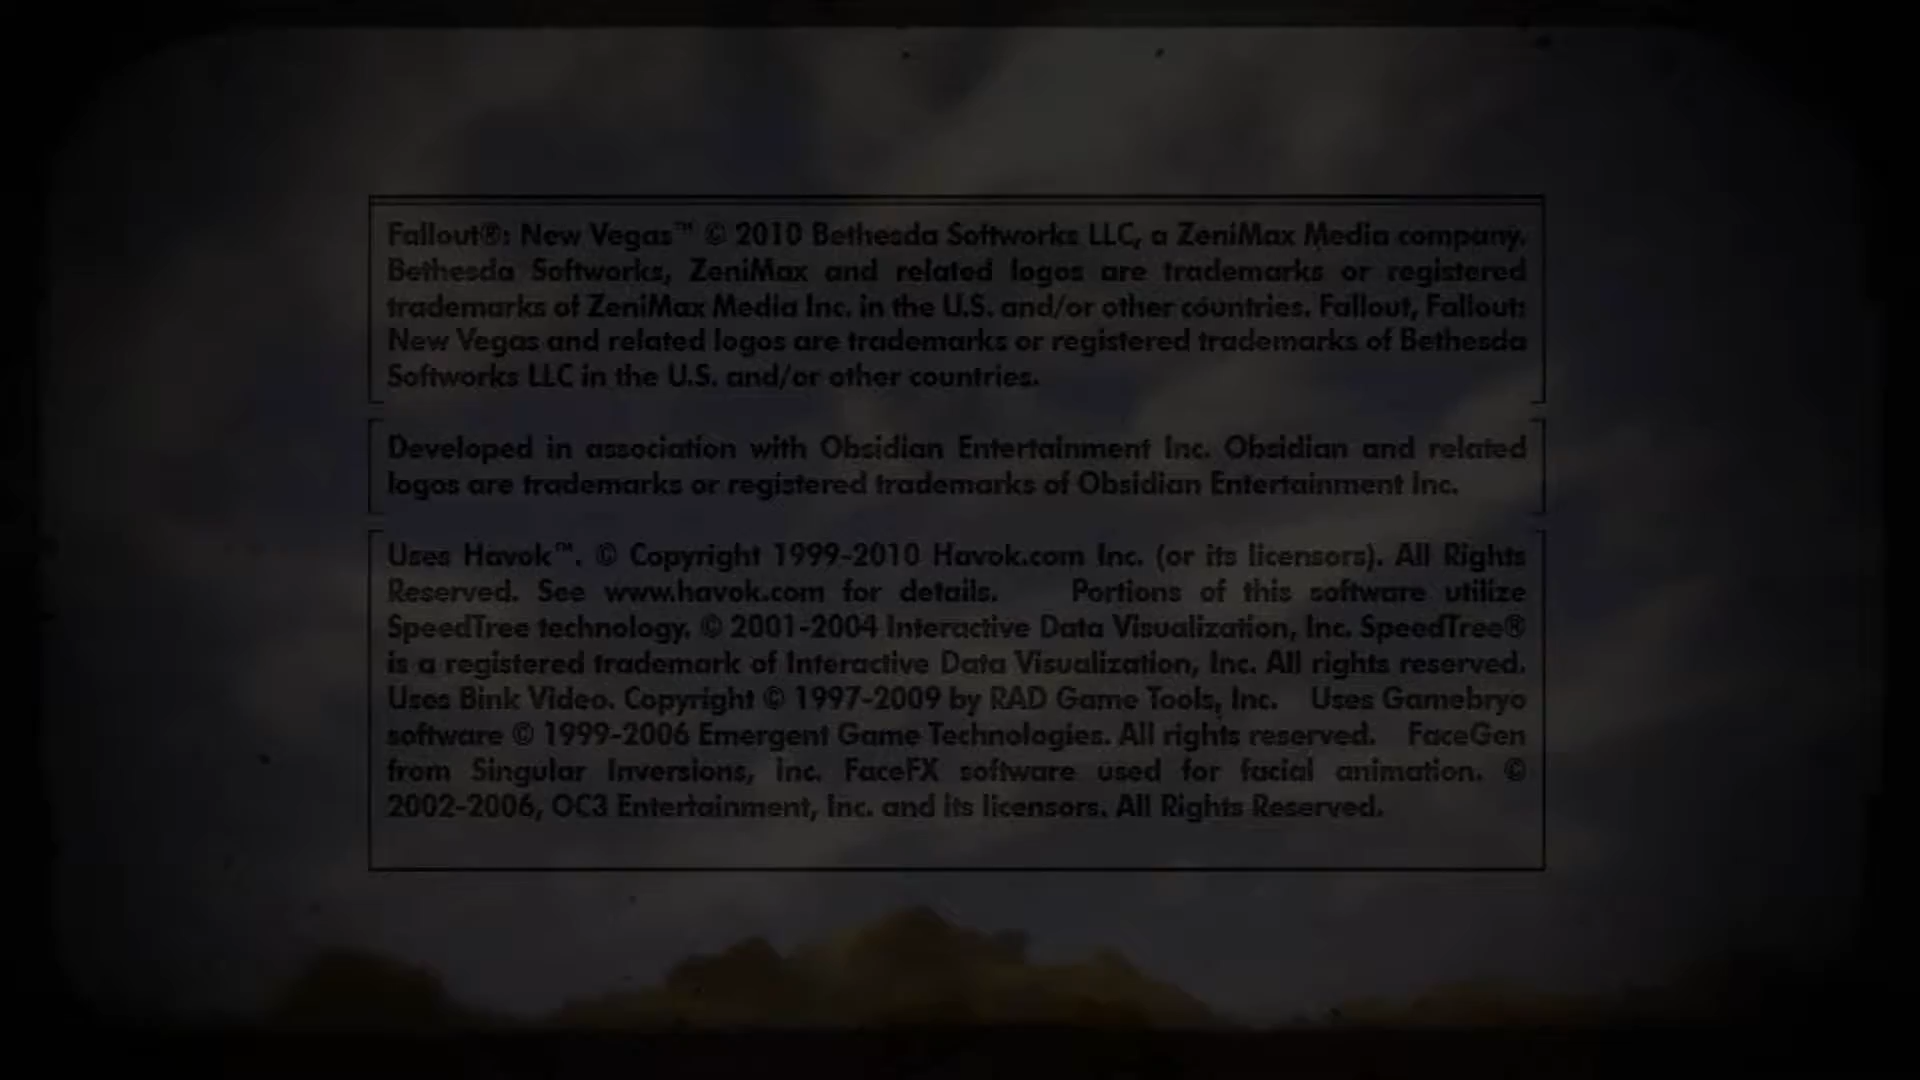 Fallout®: New Vegas™ © 2010 Bethesda Softworks LLC, a ZeniMax Media company.
Bethesda Softworks, ZeniMax and related logos are trademarks or registered
trademarks of ZeniMax Media Inc. in the U.S. and/or other countries. Fallout, Fallout:
New Vegas and related logos are trademarks or registered trademarks of Bethesda
Softworks LLC in the U.S. and/or other countries.
Developed in association with Obsidian Entertainment Inc. Obsidian and related
logos are trademarks or registered trademarks of Obsidian Entertainment Inc.
Uses Havok™. © Copyright 1999-2010 Havok.com Inc. (or its licensors). All Rights
Reserved. See www.havok.com for details. Portions of this software utilize
SpeedTree technology. © 2001-2004 Interactive Data Visualization, Inc. SpeedTree®
is a registered trademark of Interactive Data Visualization, Inc. All rights reserved.
Uses Bink Video. Copyright © 1997-2009 by RAD Game Tools, Inc. Uses Gamebryo
software © 1999-2006 Emergent Game Technologies. All rights reserved. FaceGen
from Singular Inversions, Inc. FaceFX software used for facial animation. ©
2002-2006, OC3 Entertainment, Inc. and its licensors. All Rights Reserved.